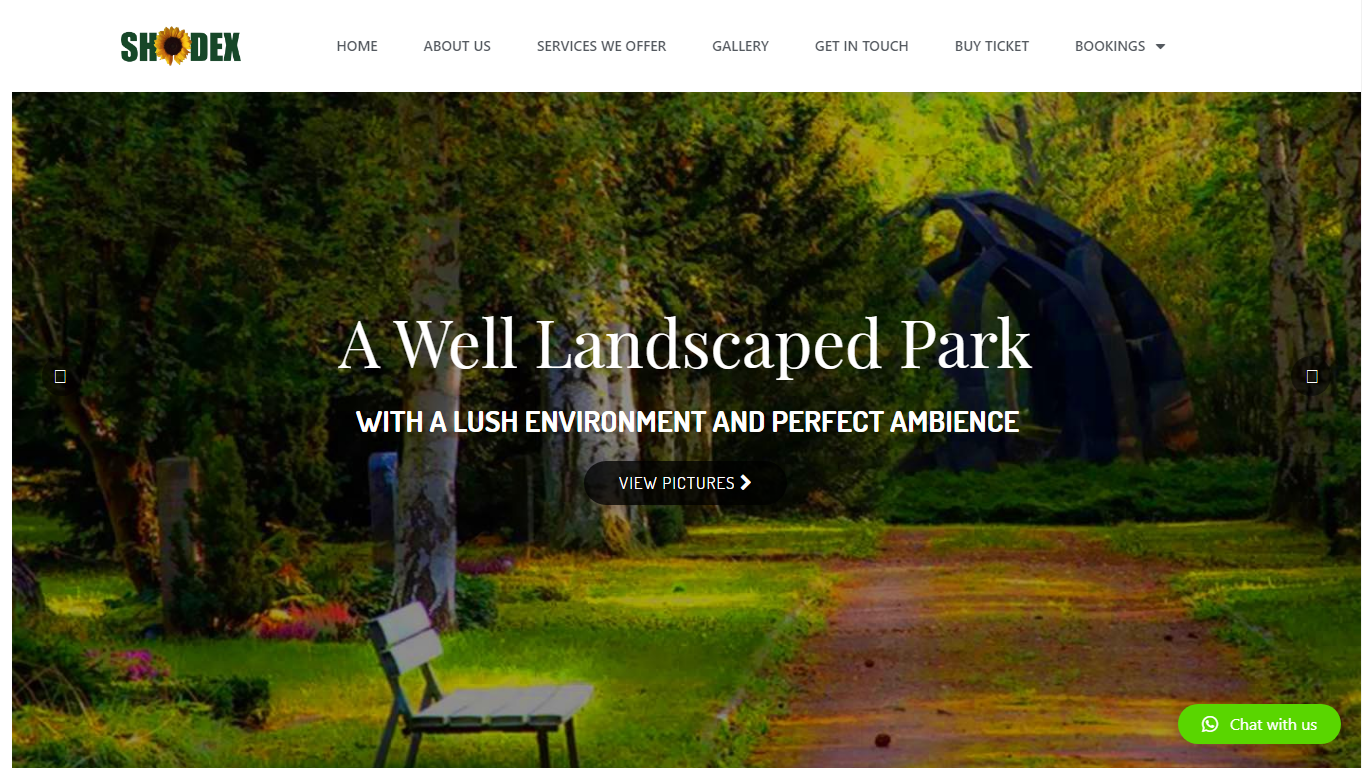 SHODEX
HOME
ABOUT US
SERVICES WE OFFER
GALLERY
GET IN TOUCH
BUY TICKET
BOOKINGS
A Well Landscaped Park
WITH A LUSH ENVIRONMENT AND PERFECT AMBIENCE
VIEW PICTURES
Chat with us